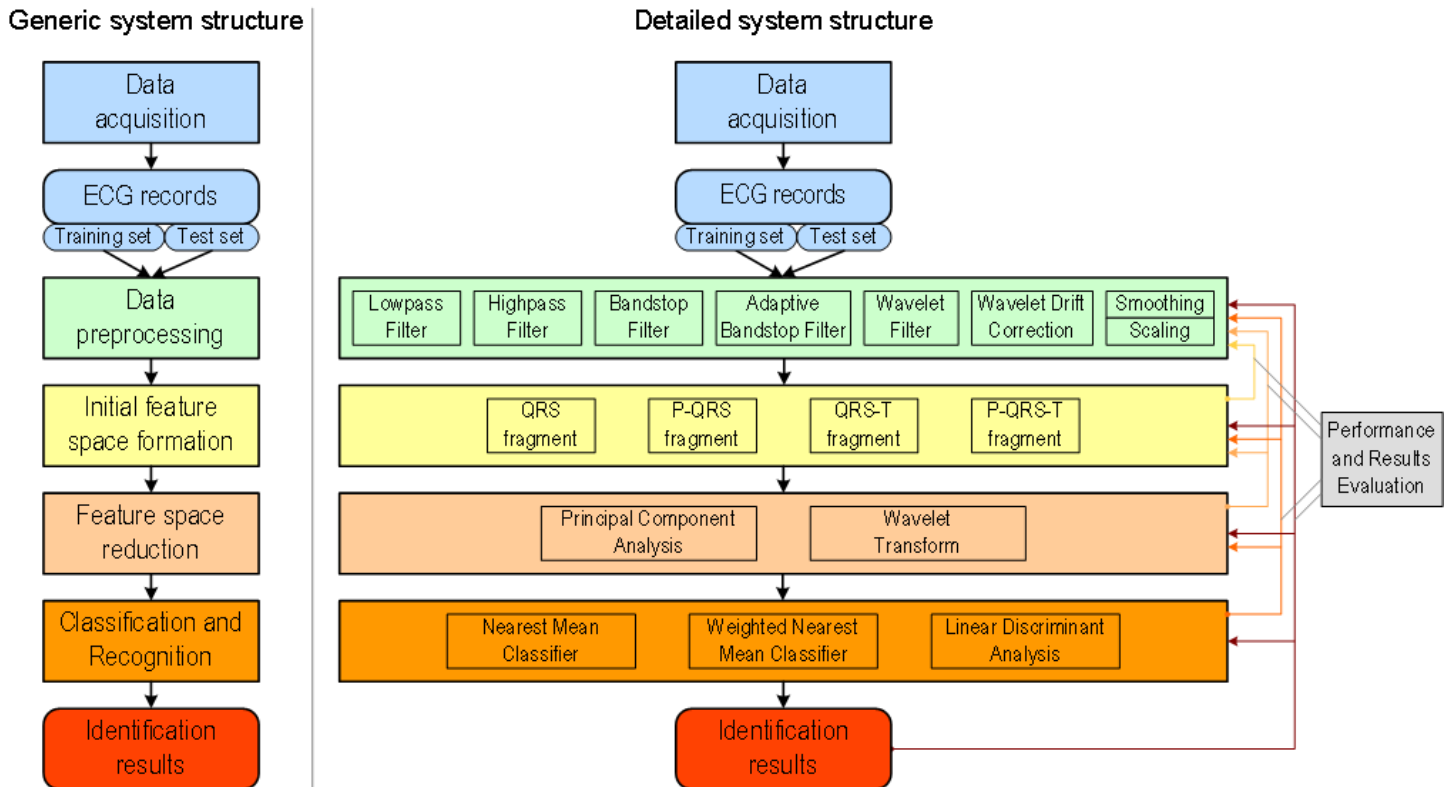 Generic system structure
Data
acquisition
ECG records
Training set
Test set
Data
preprocessing
Initial feature
space formation
Feature space
reduction
Classification and
Recognition
Identification
results
Detailed system structure
Data
acquisition
ECG records
Training set
Test set
Lowpass
Filter
Highpass
Filter
Bandstop
Filter
Adaptive
Bandstop Filter
Wavelet
Filter
Wavelet Drift
Correction
Smoothing
Scaling
QRS
fragment
P-QRS
fragment
QRS-T
fragment
P-QRS-T
fragment
Principal Component
Analysis
Wavelet
Transform
Nearest Mean
Classifier
Weighted Nearest
Mean Classifier
Linear Discriminant
Analysis
Identification
results
Performance
and Results
Evaluation